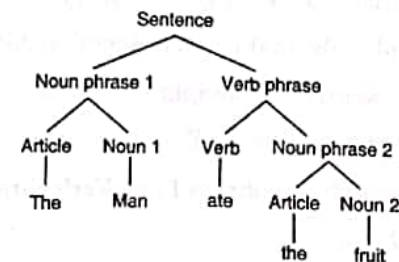 Sentence
Noun phrase 1 Verb phrase
Article Noun 1 Verb Noun phrase 2
The Man ate Article Noun 2
the fruit